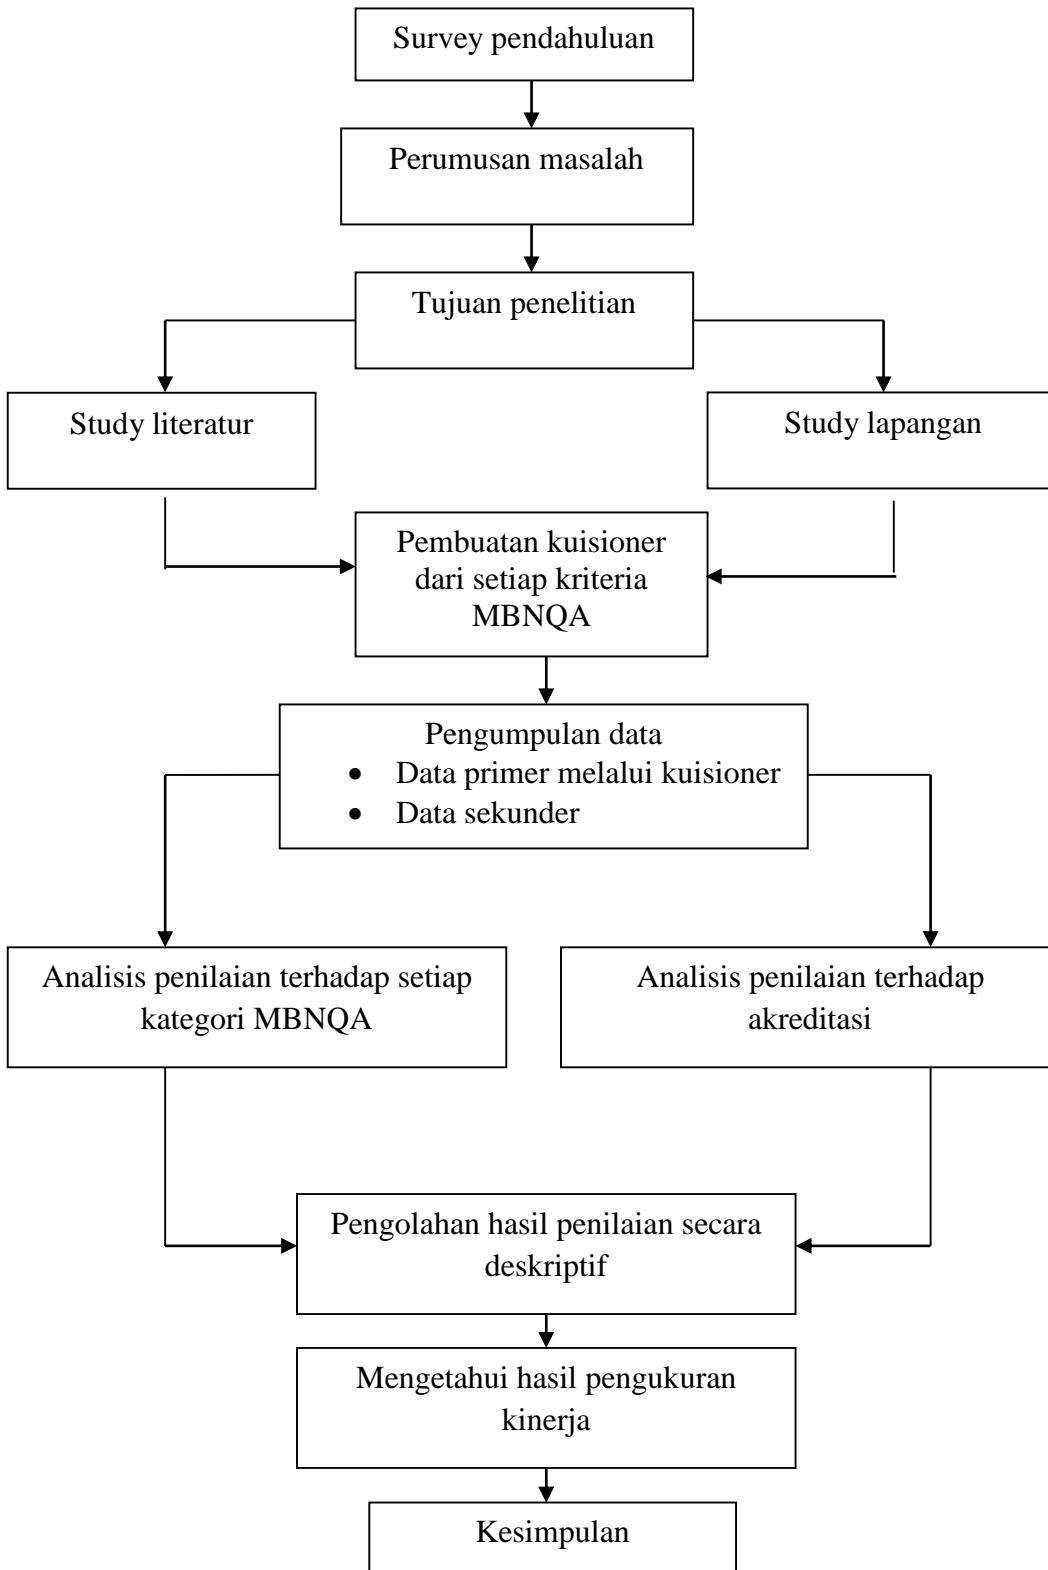 Survey pendahuluan
Perumusan masalah
Tujuan penelitian
Study literatur
Study lapangan
Pembuatan kuisioner
dari setiap kriteria
MBNQA
Pengumpulan data
• Data primer melalui kuisioner
• Data sekunder
Analisis penilaian terhadap setiap
kategori MBNQA
Analisis penilaian terhadap
akreditasi
Pengolahan hasil penilaian secara
deskriptif
Mengetahui hasil pengukuran
kinerja
Kesimpulan